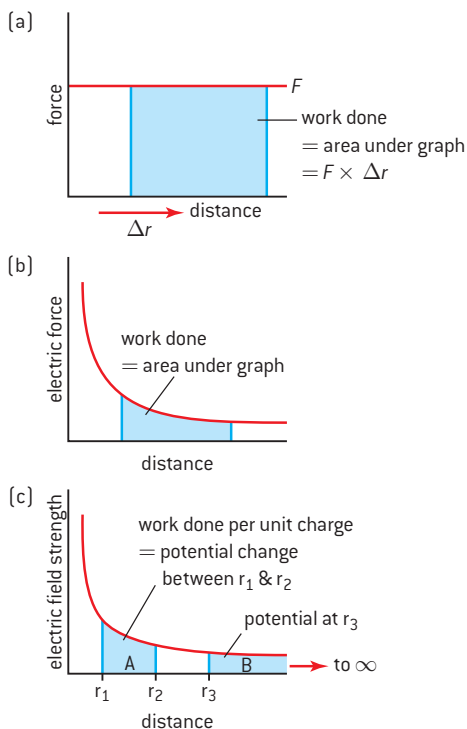 (a)
force
F
work done
= area under graph
= F × Δr
distance
Δr
(b)
electric force
work done
= area under graph
distance
(c)
electric field strength
0
work done per unit charge
= potential change
between r₁ & r₂
potential at r₃
A
B
to ∞
r₁
r₂
r₃
distance